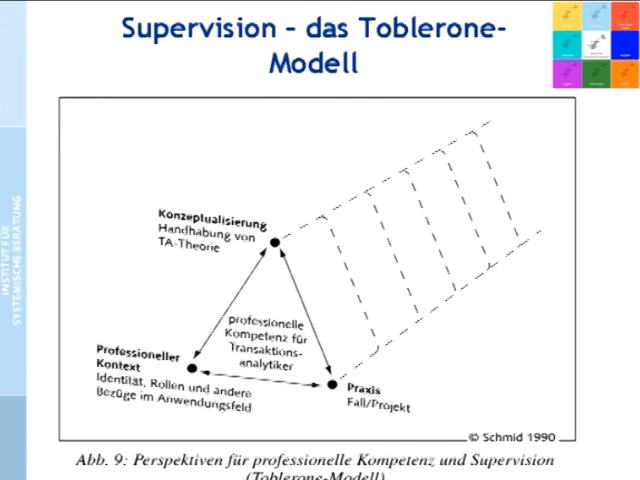 Supervision – das Toblerone-
Modell
INSTITUT FÜR
SYSTEMISCHE BERATUNG
Konzeptualisierung
Handhabung von
TA-Theorie
professionelle
Kompetenz für
Transaktions-
analytiker
Professioneller
Kontext
Identität, Rollen und andere
Bezüge im Anwendungsfeld
Praxis
Fall/Projekt
© Schmid 1990
Abb. 9: Perspektiven für professionelle Kompetenz und Supervision
(Toblerone-Modell)